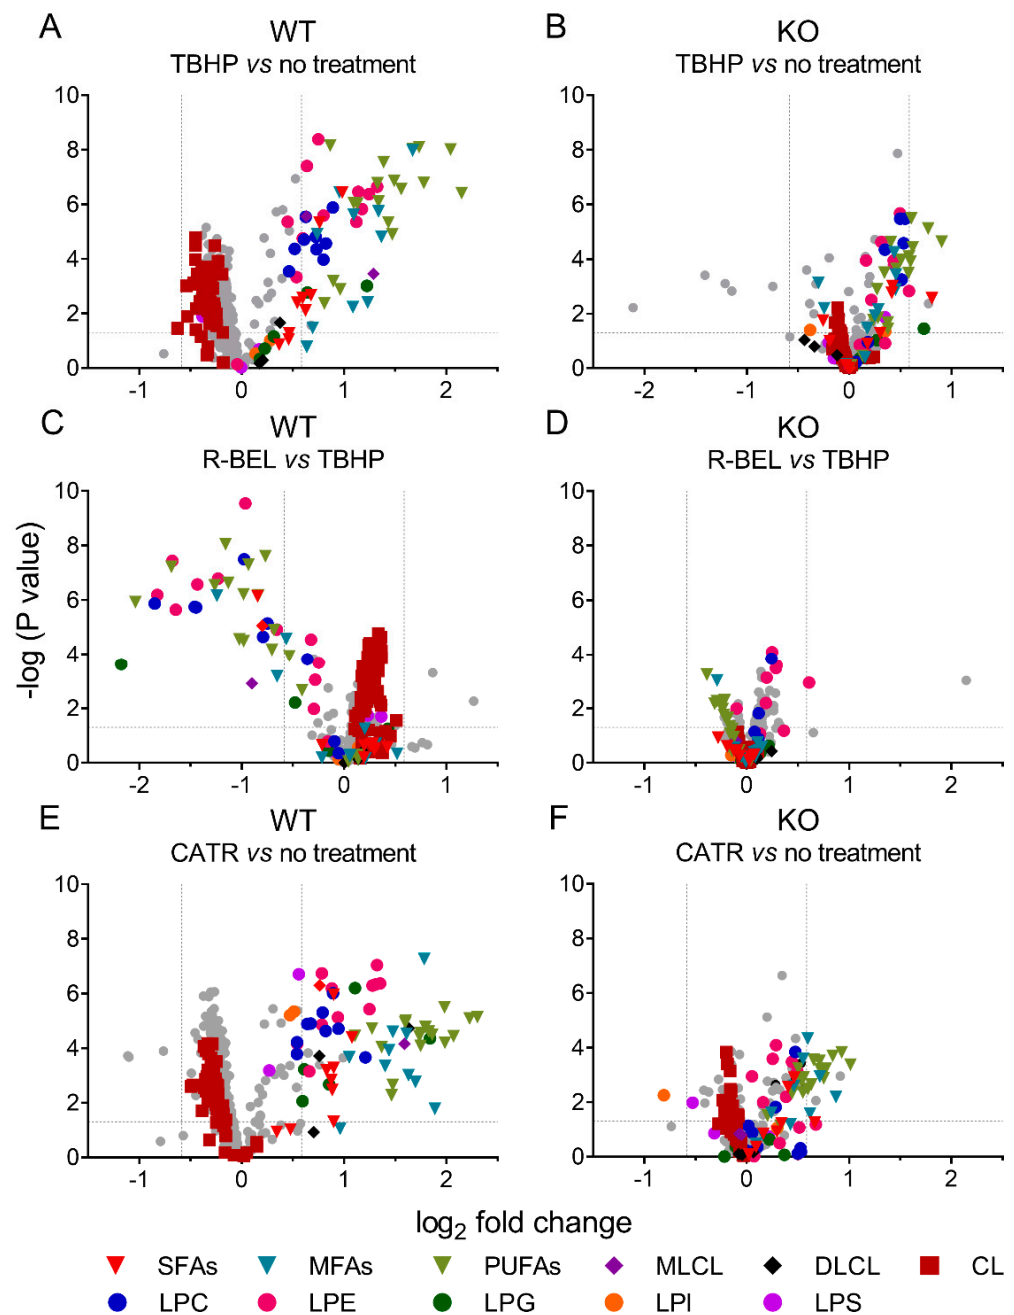 A
WT
TBHP vs no treatment
10
8
6
4
2
0
-1
0
1
2
B
KO
TBHP vs no treatment
10
8
6
4
2
0
-2
-1
0
1
C
WT
R-BEL vs TBHP
10
8
6
4
2
0
-2
-1
0
1
D
KO
R-BEL vs TBHP
10
8
6
4
2
0
-1
0
1
2
E
WT
CATR vs no treatment
10
8
6
4
2
0
-1
0
1
2
F
KO
CATR vs no treatment
10
8
6
4
2
0
-1
0
1
2
-log (P value)
log2 fold change
SFAs MFAs PUFAs MLCL DLCL CL
LPC LPE LPG LPI LPS